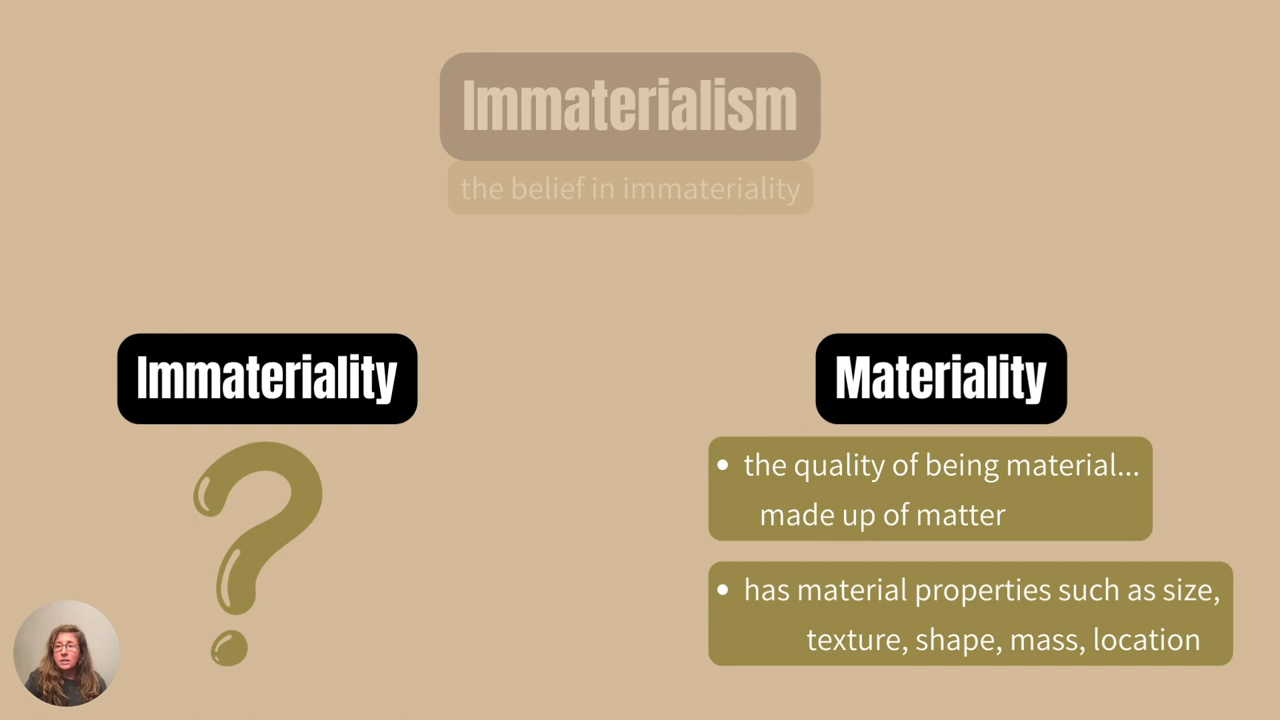 Immaterialism
the belief in immateriality
Immateriality
?
Materiality
• the quality of being material...
made up of matter
• has material properties such as size,
texture, shape, mass, location